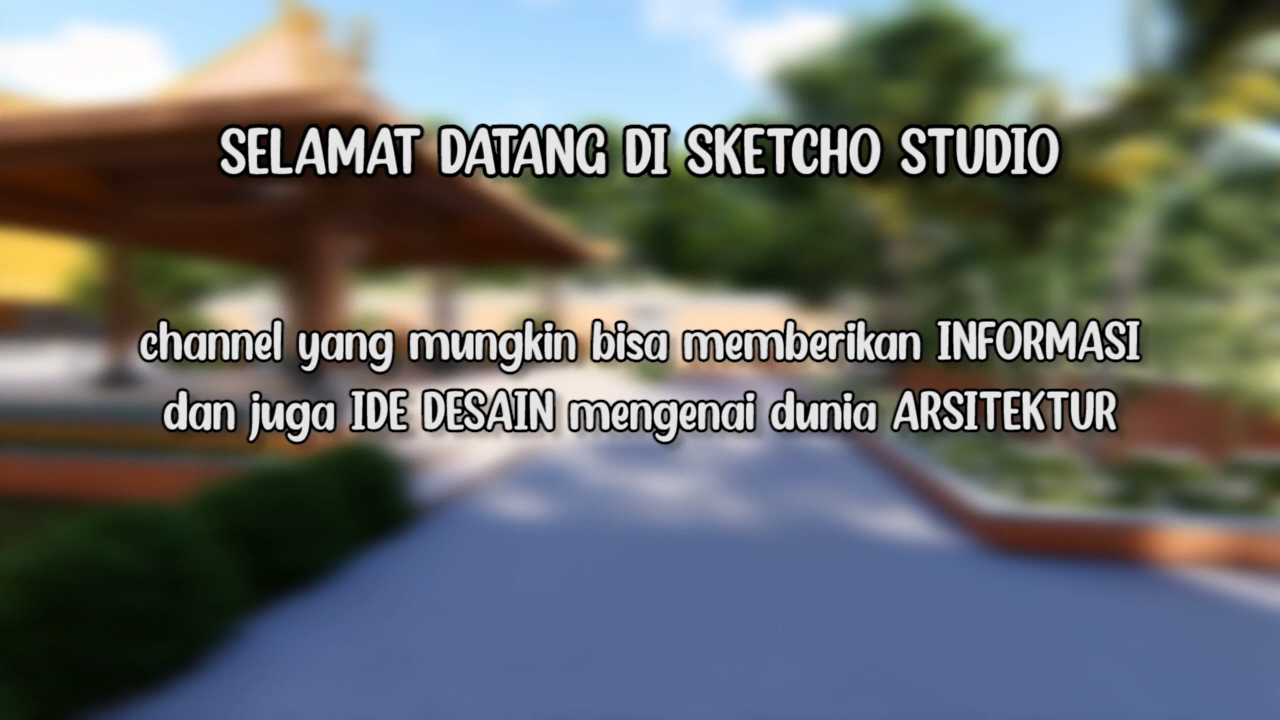 SELAMAT DATANG DI SKETCHO STUDIO
channel yang mungkin bisa memberikan INFORMASI
dan juga IDE DESAIN mengenai dunia ARSITEKTUR